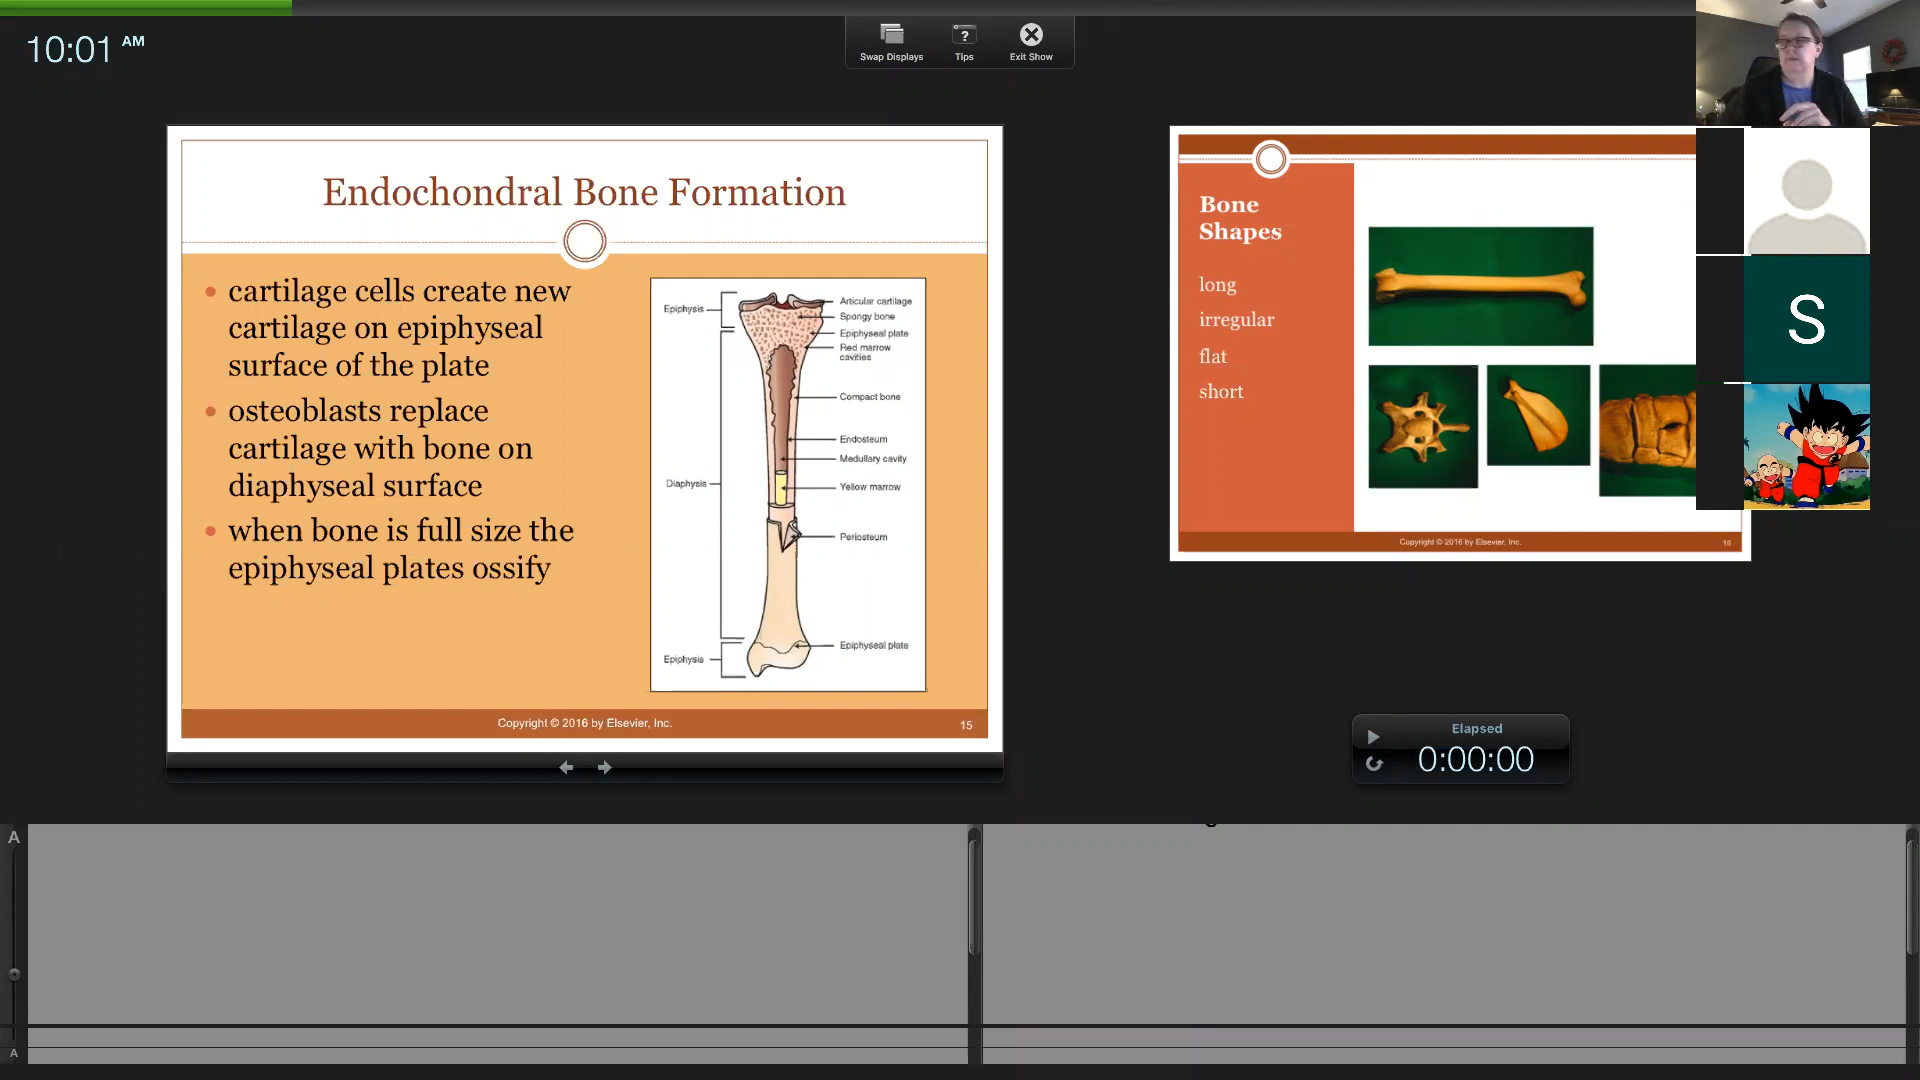 10:01 AM
Swap Displays
Tips
Exit Show
Endochondral Bone Formation
• cartilage cells create new
cartilage on epiphyseal
surface of the plate
• osteoblasts replace
cartilage with bone on
diaphyseal surface
• when bone is full size the
epiphyseal plates ossify
Epiphysis
Articular cartilage
Spongy bone
Epiphyseal plate
Red marrow
cavities
Compact bone
Endosteum
Medullary cavity
Diaphysis
Yellow marrow
Periosteum
Epiphyseal plate
Epiphysis
Copyright © 2016 by Elsevier, Inc.
15
Bone
Shapes
long
irregular
flat
short
Copyright © 2016 by Elsevier, Inc.
16
S
Elapsed
0:00:00
A
A